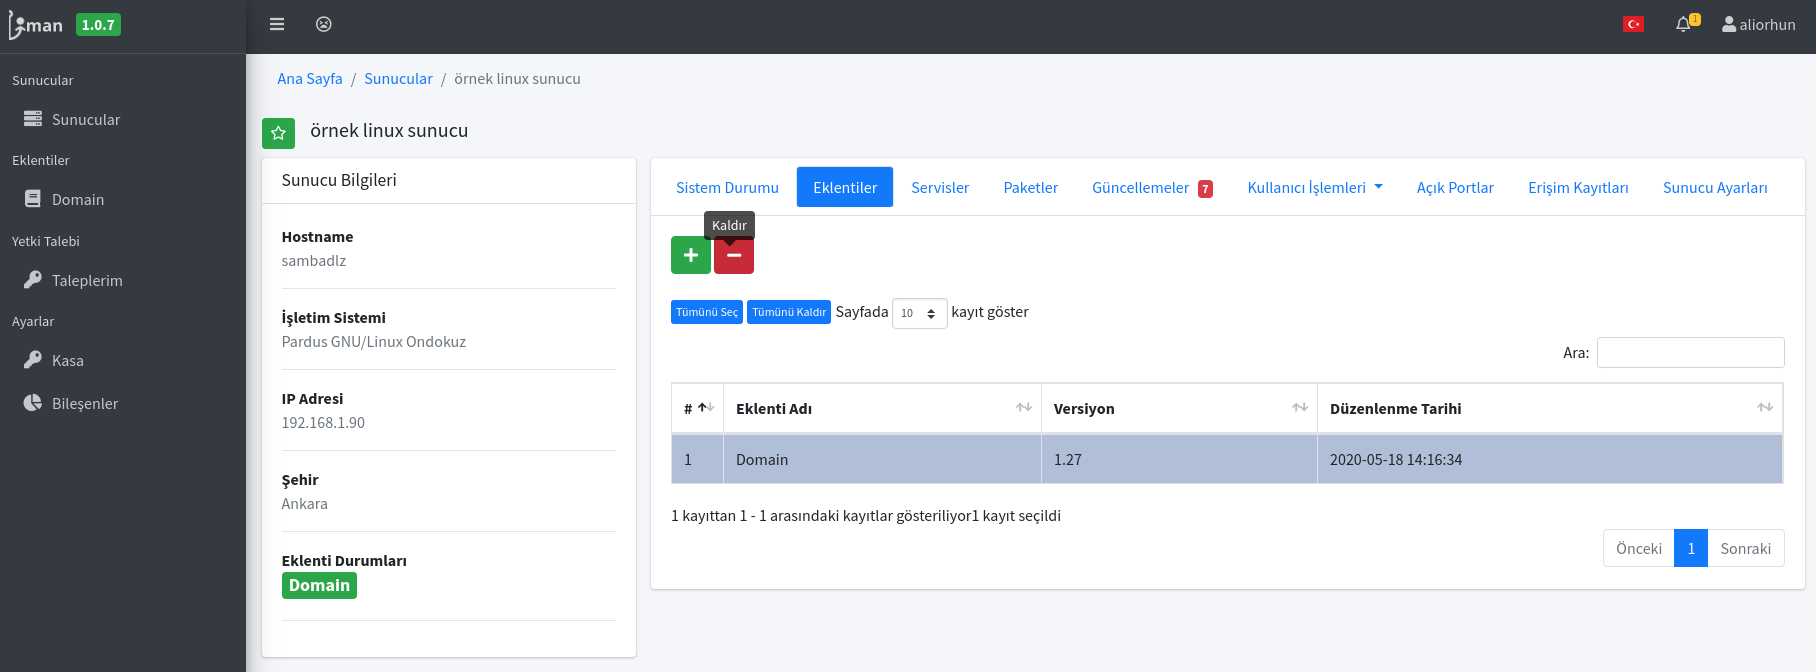 liman 1.0.7
aliorhun
1
Sunucular
Sunucular
Eklentiler
Domain
Yetki Talebi
Taleplerim
Ayarlar
Kasa
Bileşenler
Ana Sayfa / Sunucular / örnek linux sunucu
örnek linux sunucu
Sunucu Bilgileri
Hostname
sambadlz
İşletim Sistemi
Pardus GNU/Linux Ondokuz
IP Adresi
192.168.1.90
Şehir
Ankara
Eklenti Durumları
Domain
Sistem Durumu Eklentiler Servisler Paketler Güncellemeler 7 Kullanıcı İşlemleri Açık Portlar Erişim Kayıtları Sunucu Ayarları
Kaldır
Tümünü Seç Tümünü Kaldır Sayfada 10 kayıt göster
Ara:
# Eklenti Adı Versiyon Düzenlenme Tarihi
1 Domain 1.27 2020-05-18 14:16:34
1 kayıttan 1 - 1 arasındaki kayıtlar gösteriliyor1 kayıt seçildi
Önceki 1 Sonraki